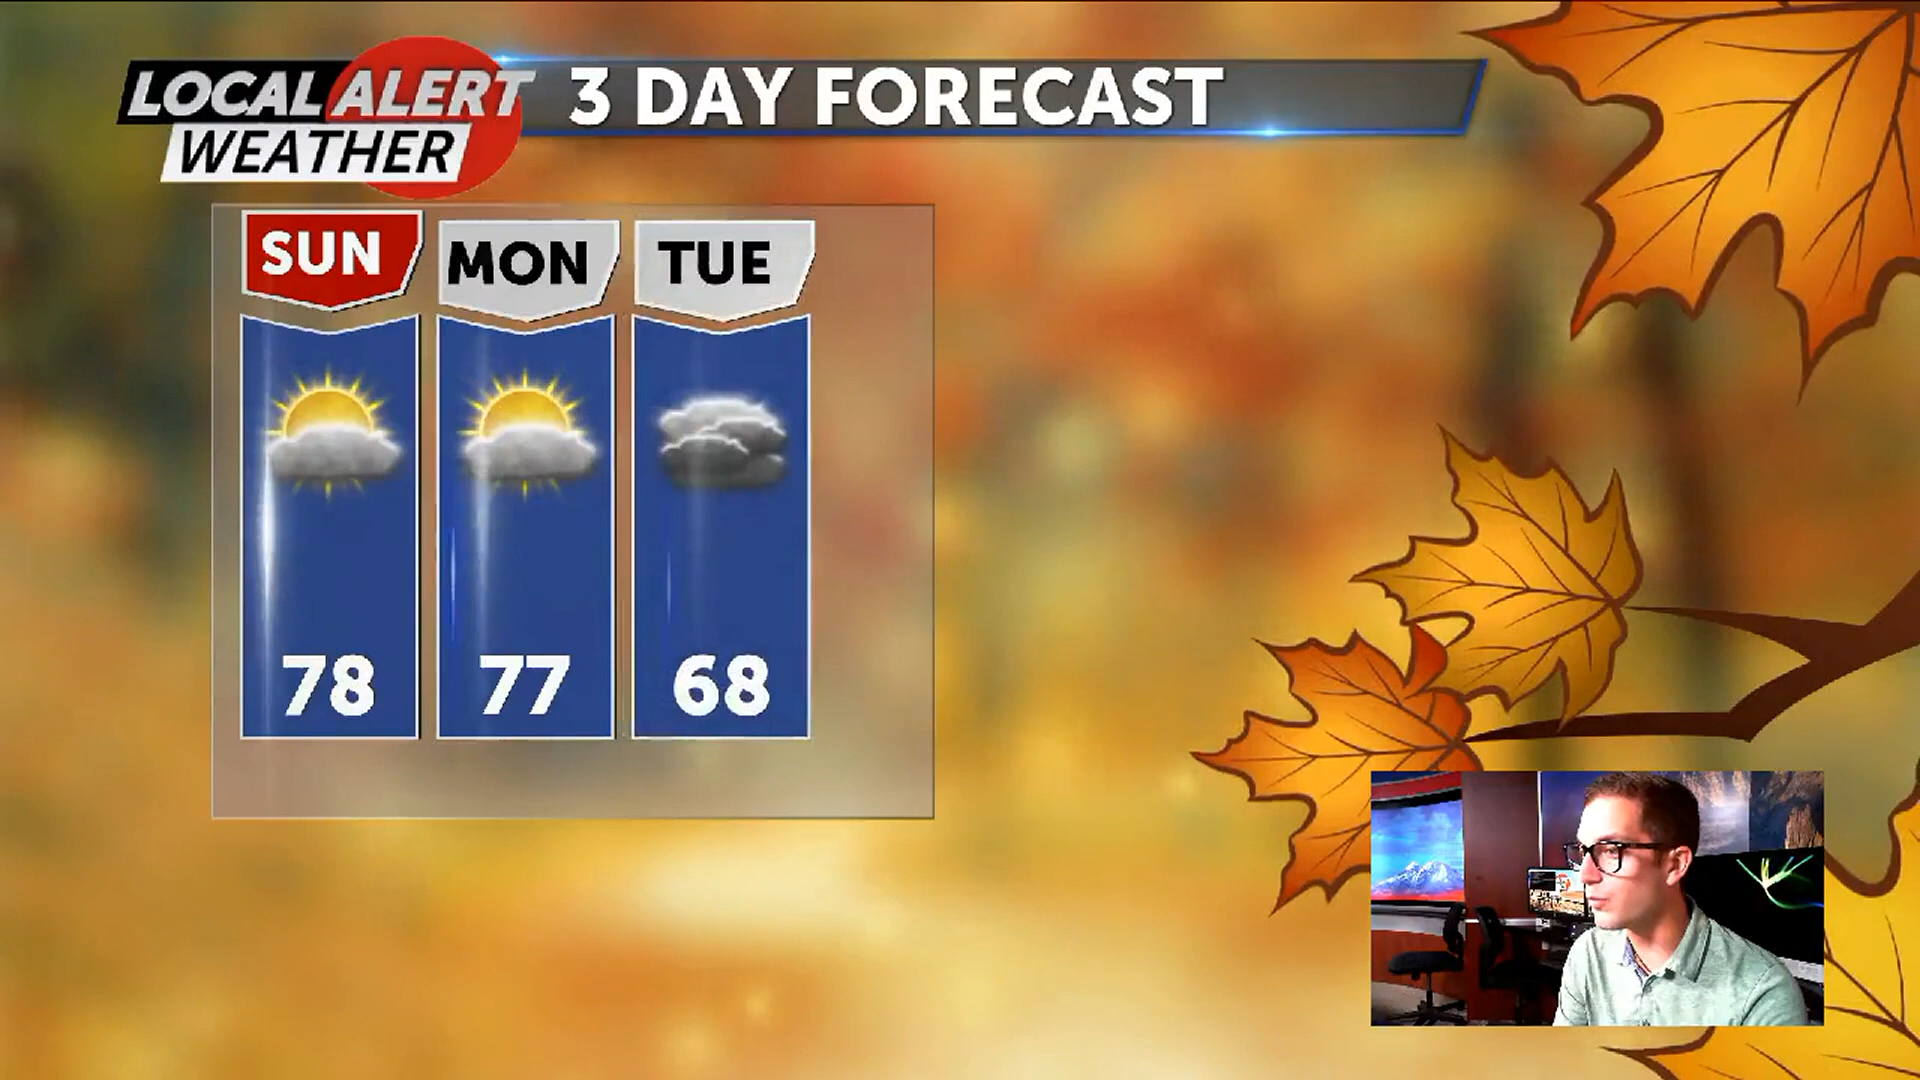 LOCAL ALERT
WEATHER
3 DAY FORECAST
SUN
MON
TUE
78
77
68